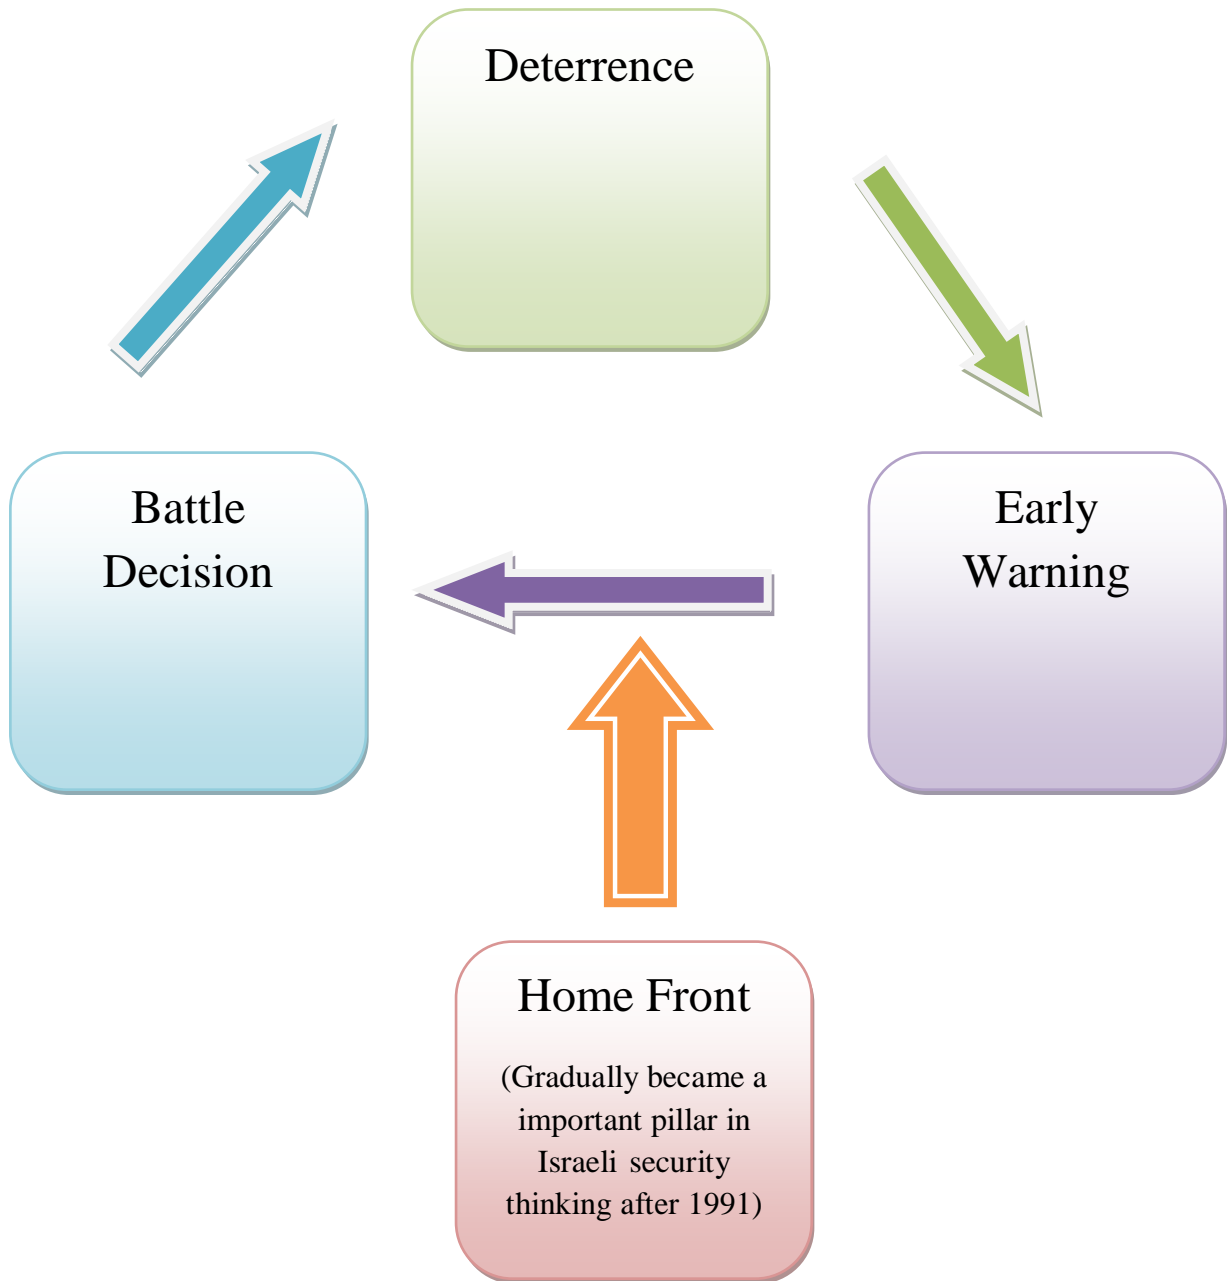 Deterrence
Battle
Decision
Early
Warning
Home Front
(Gradually became a
important pillar in
Israeli security
thinking after 1991)